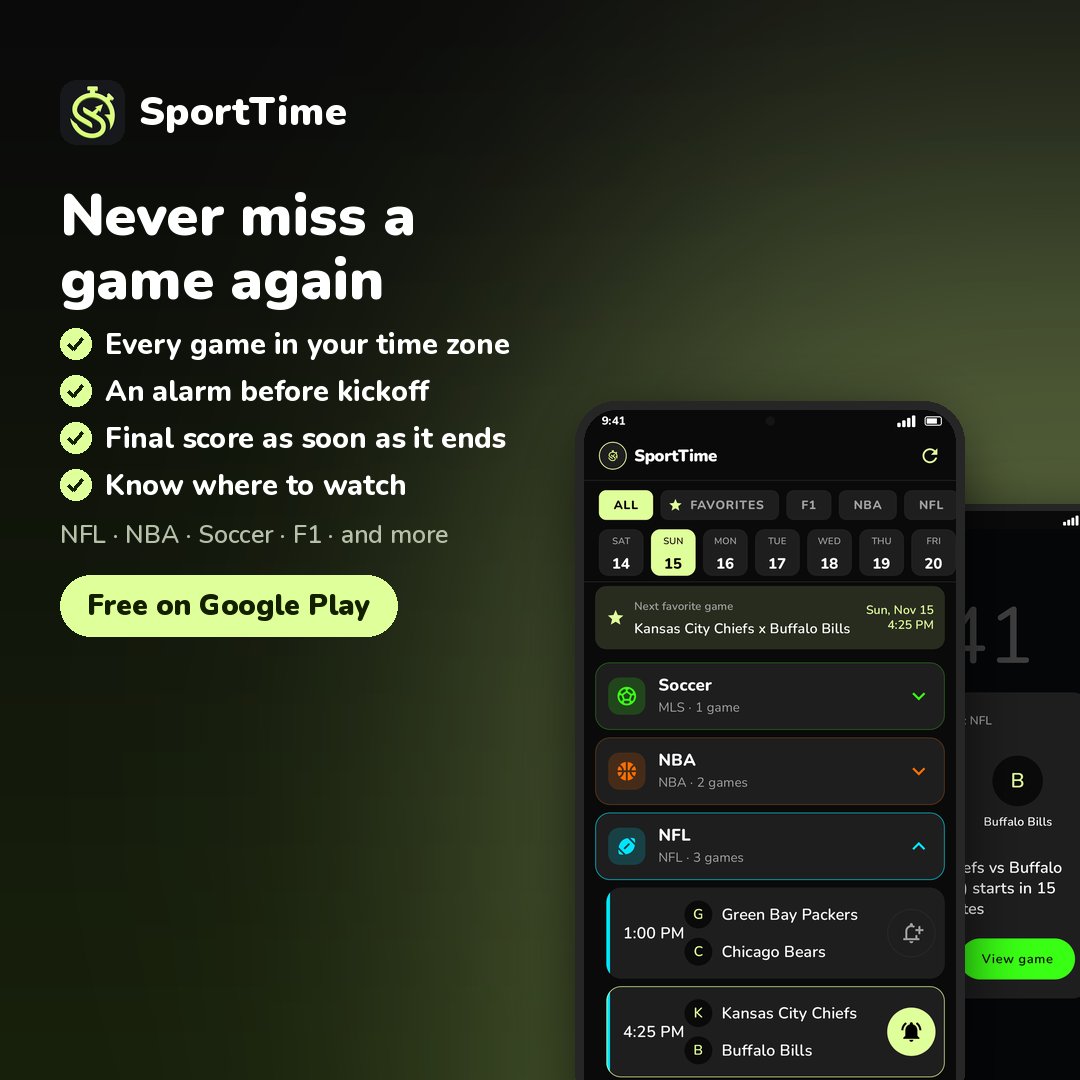 SportTime
Never miss a
game again
Every game in your time zone
An alarm before kickoff
Final score as soon as it ends
Know where to watch
NFL · NBA · Soccer · F1 · and more
Free on Google Play
9:41
SportTime
ALL FAVORITES F1 NBA NFL
SAT SUN MON TUE WED THU FRI
14 15 16 17 18 19 20
Next favorite game
Kansas City Chiefs x Buffalo Bills
Sun, Nov 15
4:25 PM
Soccer
MLS · 1 game
NBA
NBA · 2 games
NFL
NFL · 3 games
1:00 PM
G Green Bay Packers
C Chicago Bears
4:25 PM
K Kansas City Chiefs
B Buffalo Bills
41
: NFL
B
Buffalo Bills
efs vs Buffalo
) starts in 15
tes
View game